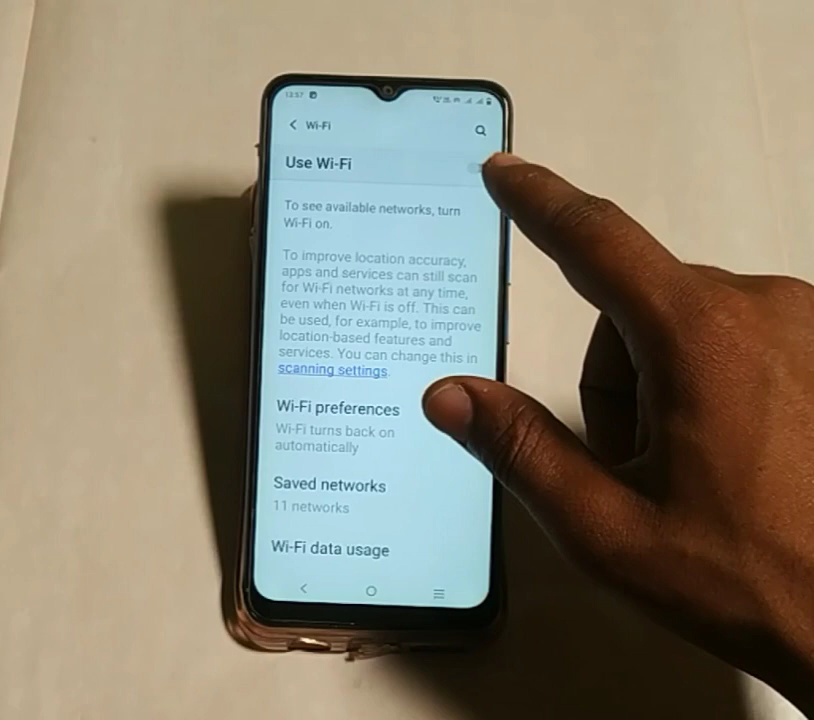 12:57
Wi-Fi
Use Wi-Fi
To see available networks, turn
Wi-Fi on.
To improve location accuracy,
apps and services can still scan
for Wi-Fi networks at any time,
even when Wi-Fi is off. This can
be used, for example, to improve
location-based features and
services. You can change this in
scanning settings.
Wi-Fi preferences
Wi-Fi turns back on
automatically
Saved networks
11 networks
Wi-Fi data usage